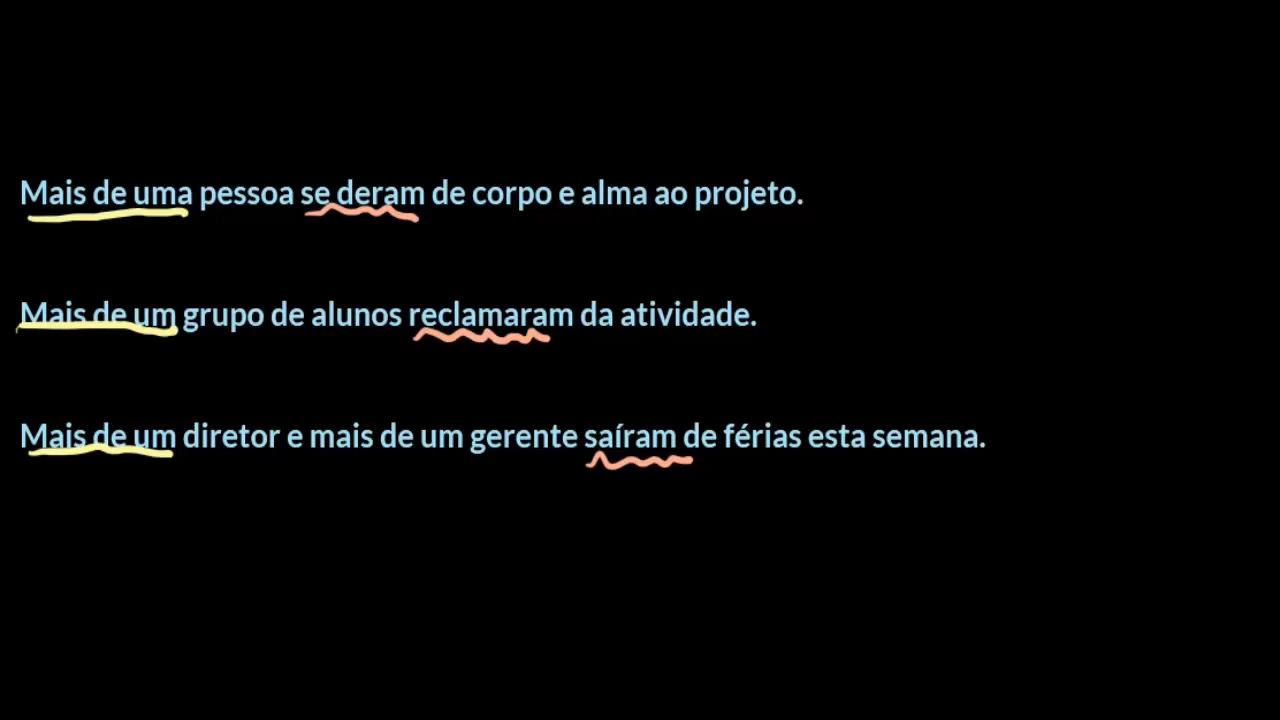 Mais de uma pessoa se deram de corpo e alma ao projeto.
Mais de um grupo de alunos reclamaram da atividade.
Mais de um diretor e mais de um gerente saíram de férias esta semana.